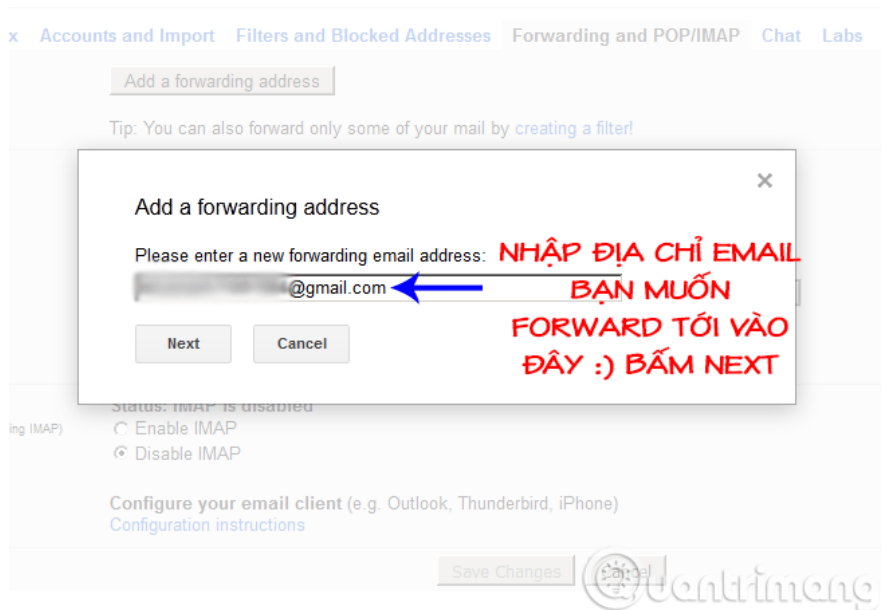 x Accounts and Import Filters and Blocked Addresses Forwarding and POP/IMAP Chat Labs
Add a forwarding address
Tip: You can also forward only some of your mail by creating a filter!
×
Add a forwarding address
Please enter a new forwarding email address:
@gmail.com
NHẬP ĐỊA CHỈ EMAIL
BẠN MUỐN
FORWARD TỚI VÀO
ĐÂY :) BẤM NEXT
Next Cancel
Status: IMAP is disabled
ing IMAP)
Enable IMAP
Disable IMAP
Configure your email client (e.g. Outlook, Thunderbird, iPhone)
Configuration instructions
Save Changes Cancel
Quantrimang